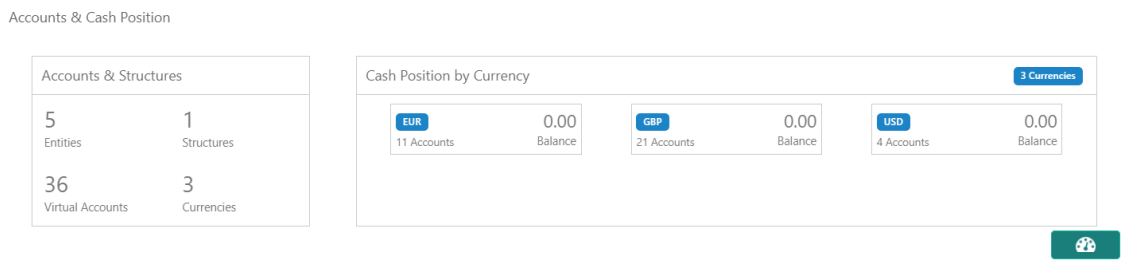 Accounts & Cash Position
Accounts & Structures
5
Entities
1
Structures
36
Virtual Accounts
3
Currencies
Cash Position by Currency
3 Currencies
EUR
0.00
11 Accounts
Balance
GBP
0.00
21 Accounts
Balance
USD
0.00
4 Accounts
Balance